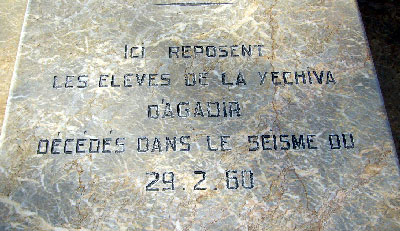 ICI REPOSENT
LES ELEVES DE LA YECHIVA
D'AGADIR
DÉCÉDÉS DANS LE SEISME DU
29.2.60